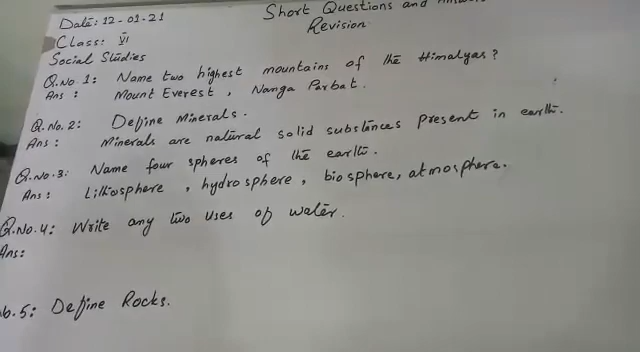 Short Questions and
Date: 12-01-21
Revision
Class: VI
Social Studies
Q.No 1: Name two highest mountains of the Himalyas?
Ans : Mount Everest, Nanga Parbat.
Q.No.2: Define Minerals.
Ans : Minerals are natural solid substances present in earth.
Q.No.3: Name four spheres of the earth.
Ans : Lithosphere, hydrosphere, biosphere, atmosphere.
Q.No.4: Write any two uses of water.
Ans:
o.5: Define Rocks.